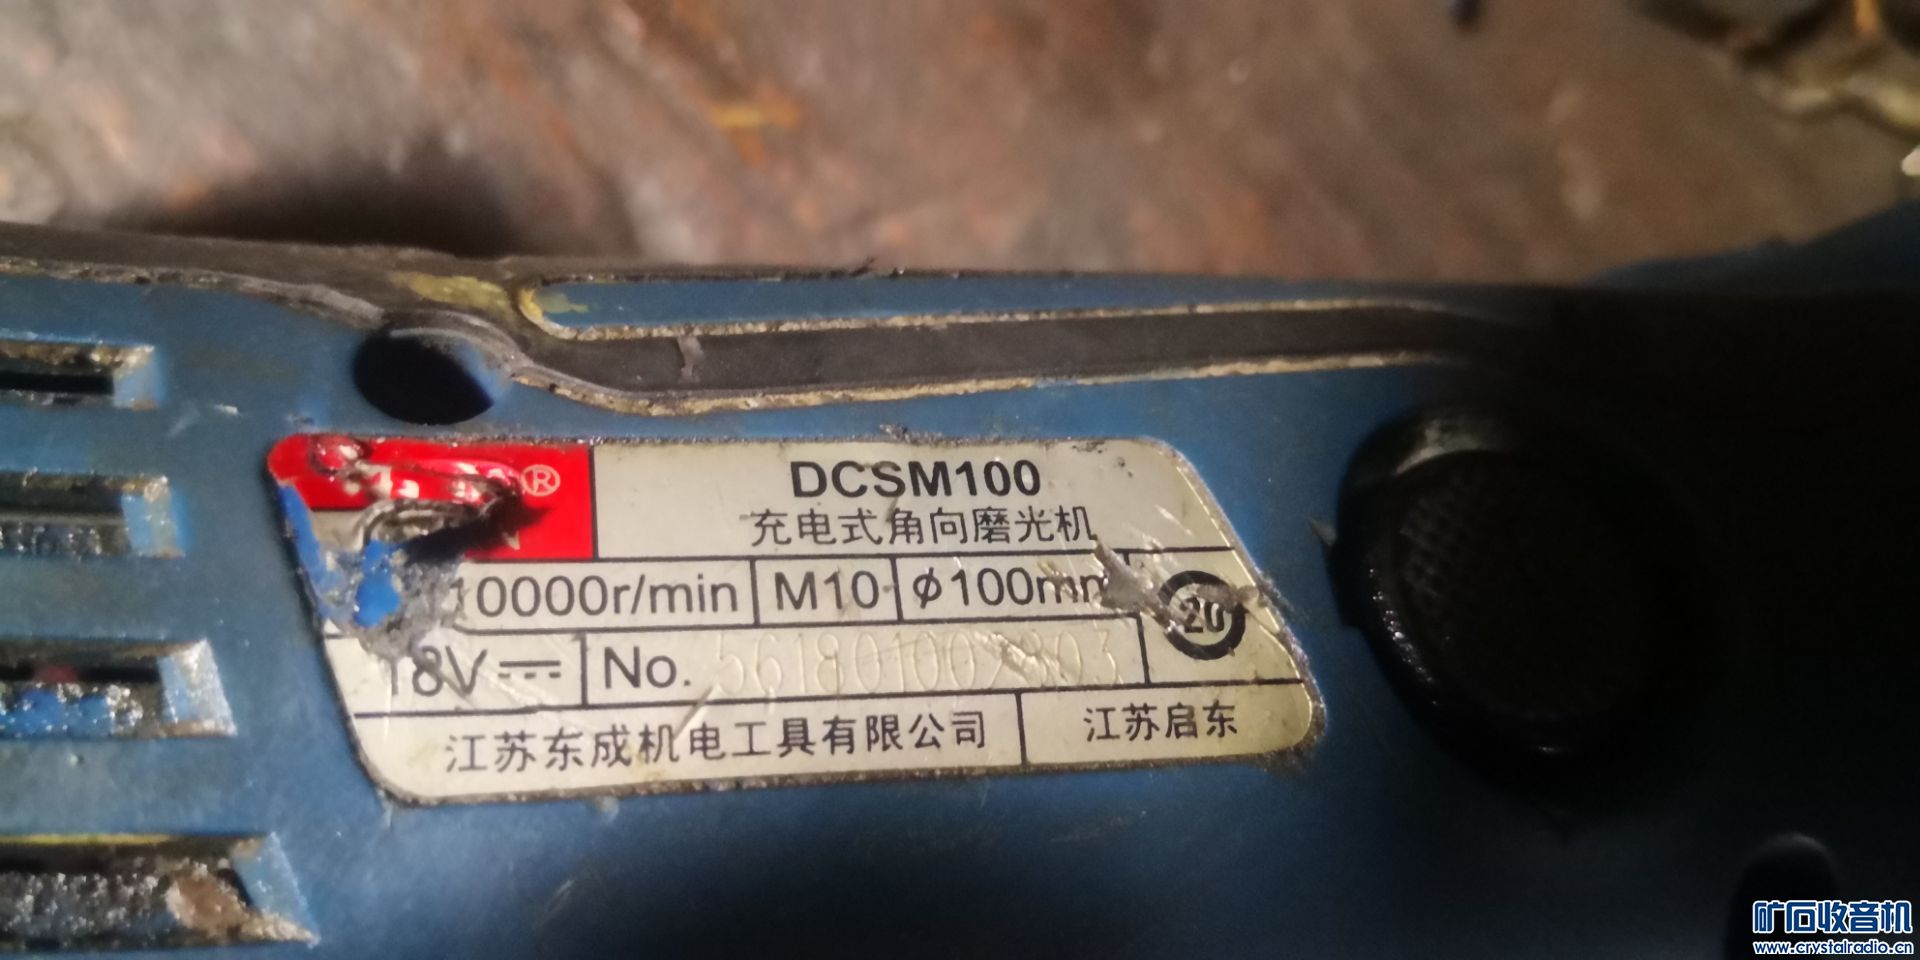 ®
DCSM100
充电式角向磨光机
10000r/min M10 ϕ100mm
20
18V No.
江苏东成机电工具有限公司 江苏启东
矿石收音机
www.crystalradio.cn